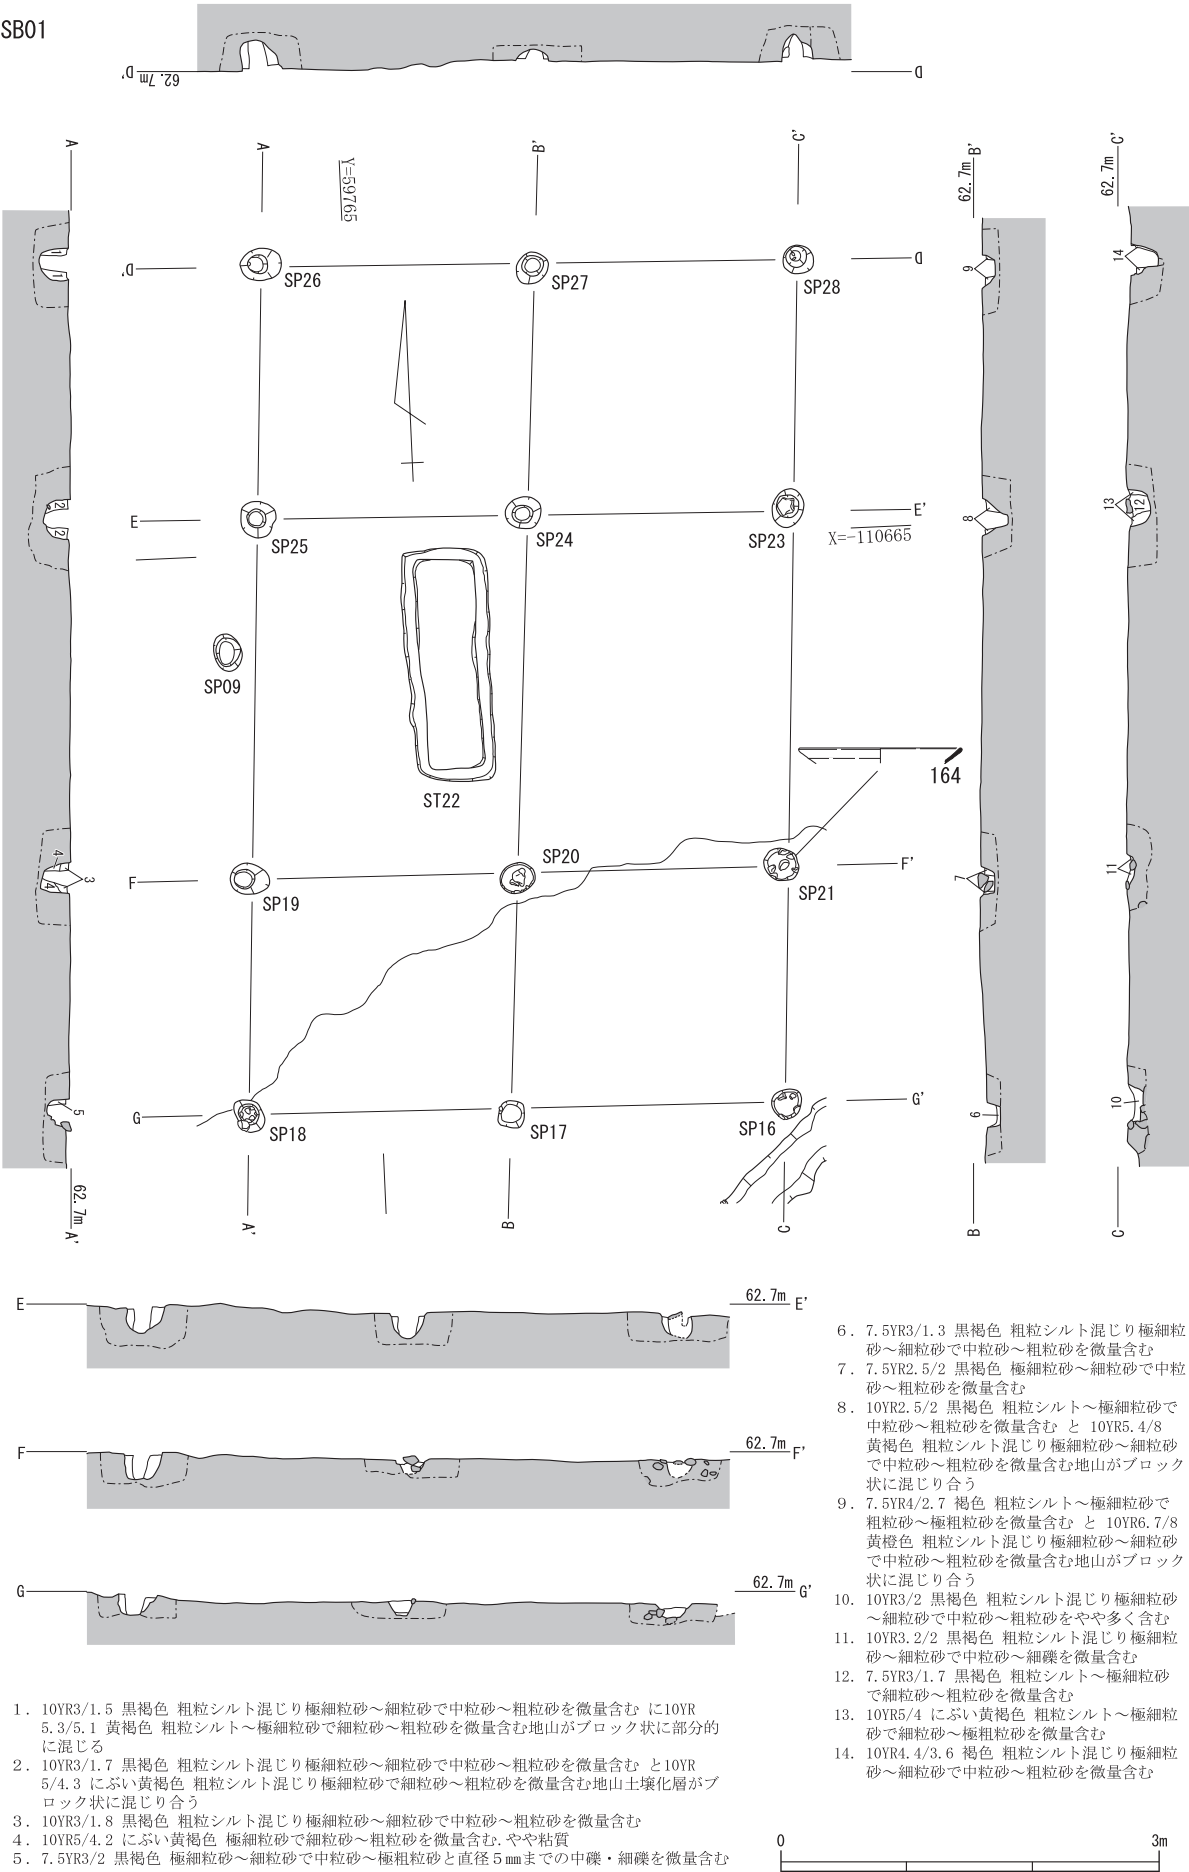 SB01
D'
62.7m
D
A
A
Y=59765
B'
C'
62.7m B'
62.7m C'
1
1
D'
SP26
SP27
SP28
D
9
14
2
2
E
SP25
SP24
SP23
E'
X=-110665
8
13
12
SP09
ST22
164
4
4
3
F
SP19
SP20
SP21
F'
7
11
5
G
SP18
SP17
SP16
G'
6
10
62.7m
A'
A'
B
C
B
C
E
62.7m
E'
F
62.7m
F'
G
62.7m
G'
1. 10YR3/1.5 黒褐色 粗粒シルト混じり極細粒砂～細粒砂で中粒砂～粗粒砂を微量含む に10YR
5.3/5.1 黄褐色 粗粒シルト～極細粒砂で細粒砂～粗粒砂を微量含む地山がブロック状に部分的
に混じる
2. 10YR3/1.7 黒褐色 粗粒シルト混じり極細粒砂～細粒砂で中粒砂～粗粒砂を微量含む と10YR
5/4.3 にぶい黄褐色 粗粒シルト混じり極細粒砂で細粒砂～粗粒砂を微量含む地山土壌化層がブ
ロック状に混じり合う
3. 10YR3/1.8 黒褐色 粗粒シルト混じり極細粒砂～細粒砂で中粒砂～粗粒砂を微量含む
4. 10YR5/4.2 にぶい黄褐色 極細粒砂で細粒砂～粗粒砂を微量含む.やや粘質
5. 7.5YR3/2 黒褐色 極細粒砂～細粒砂で中粒砂～極粗粒砂と直径5㎜までの中礫・細礫を微量含む
6. 7.5YR3/1.3 黒褐色 粗粒シルト混じり極細粒
砂～細粒砂で中粒砂～粗粒砂を微量含む
7. 7.5YR2.5/2 黒褐色 極細粒砂～細粒砂で中粒
砂～粗粒砂を微量含む
8. 10YR2.5/2 黒褐色 粗粒シルト～極細粒砂で
中粒砂～粗粒砂を微量含む と 10YR5.4/8
黄褐色 粗粒シルト混じり極細粒砂～細粒砂
で中粒砂～粗粒砂を微量含む地山がブロック
状に混じり合う
9. 7.5YR4/2.7 褐色 粗粒シルト～極細粒砂で
粗粒砂～極粗粒砂を微量含む と 10YR6.7/8
黄橙色 粗粒シルト混じり極細粒砂～細粒砂
で中粒砂～粗粒砂を微量含む地山がブロック
状に混じり合う
10. 10YR3/2 黒褐色 粗粒シルト混じり極細粒砂
～細粒砂で中粒砂～粗粒砂をやや多く含む
11. 10YR3.2/2 黒褐色 粗粒シルト混じり極細粒
砂～細粒砂で中粒砂～細礫を微量含む
12. 7.5YR3/1.7 黒褐色 粗粒シルト～極細粒砂
で細粒砂～粗粒砂を微量含む
13. 10YR5/4 にぶい黄褐色 粗粒シルト～極細粒
砂で細粒砂～極粗粒砂を微量含む
14. 10YR4.4/3.6 褐色 粗粒シルト混じり極細粒
砂～細粒砂で中粒砂～粗粒砂を微量含む
0
3m